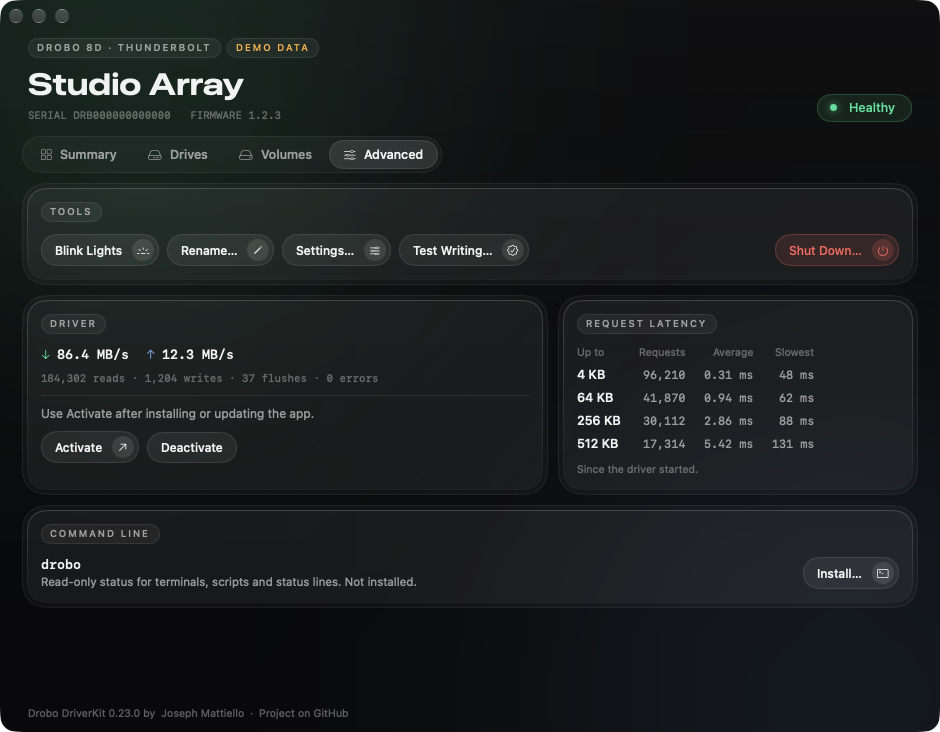 DROBO 8D · THUNDERBOLT DEMO DATA
Studio Array
SERIAL DRB000000000000 FIRMWARE 1.2.3
Healthy
Summary Drives Volumes Advanced
TOOLS
Blink Lights Rename... Settings... Test Writing... Shut Down...
DRIVER
↓ 86.4 MB/s ↑ 12.3 MB/s
184,302 reads · 1,204 writes · 37 flushes · 0 errors
Use Activate after installing or updating the app.
Activate Deactivate
REQUEST LATENCY
Up to Requests Average Slowest
4 KB 96,210 0.31 ms 48 ms
64 KB 41,870 0.94 ms 62 ms
256 KB 30,112 2.86 ms 88 ms
512 KB 17,314 5.42 ms 131 ms
Since the driver started.
COMMAND LINE
drobo
Read-only status for terminals, scripts and status lines. Not installed.
Install...
Drobo DriverKit 0.23.0 by Joseph Mattiello · Project on GitHub